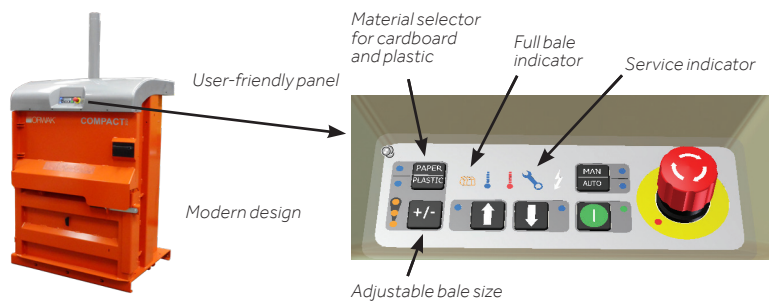 Material selector
for cardboard
and plastic
Full bale
indicator
Service indicator
User-friendly panel
ORWAK COMPACT
Modern design
PAPER
PLASTIC
MAN
AUTO
+/-
Adjustable bale size